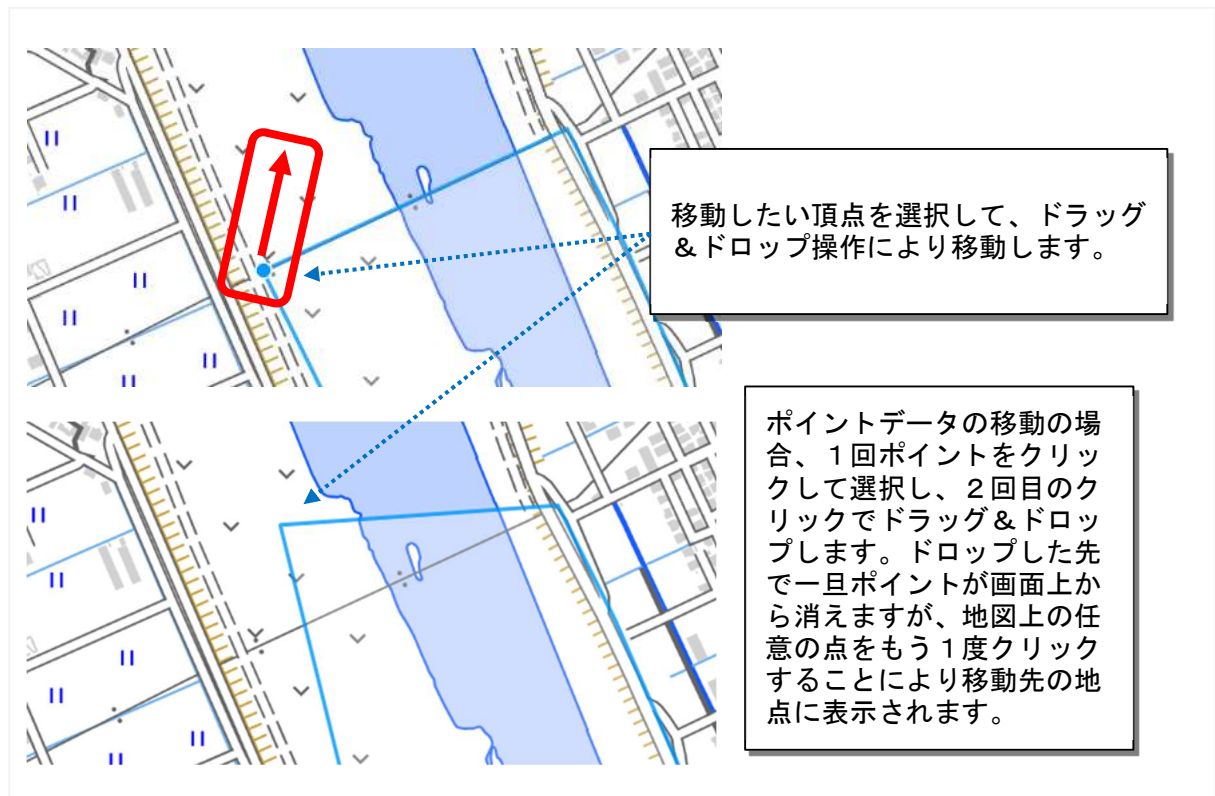 移動したい頂点を選択して、ドラッグ
＆ドロップ操作により移動します。
ポイントデータの移動の場
合、１回ポイントをクリッ
クして選択し、２回目のク
リックでドラッグ＆ドロッ
プします。ドロップした先
で一旦ポイントが画面上か
ら消えますが、地図上の任
意の点をもう１度クリック
することにより移動先の地
点に表示されます。